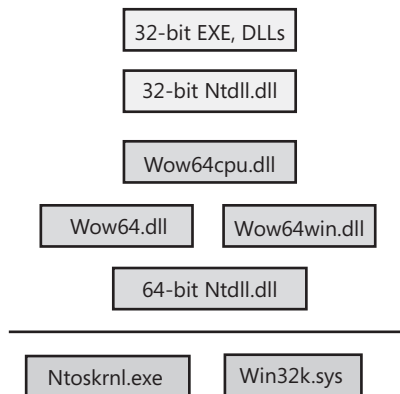 32-bit EXE, DLLs
32-bit Ntdll.dll
Wow64cpu.dll
Wow64.dll
Wow64win.dll
64-bit Ntdll.dll
Ntoskrnl.exe
Win32k.sys